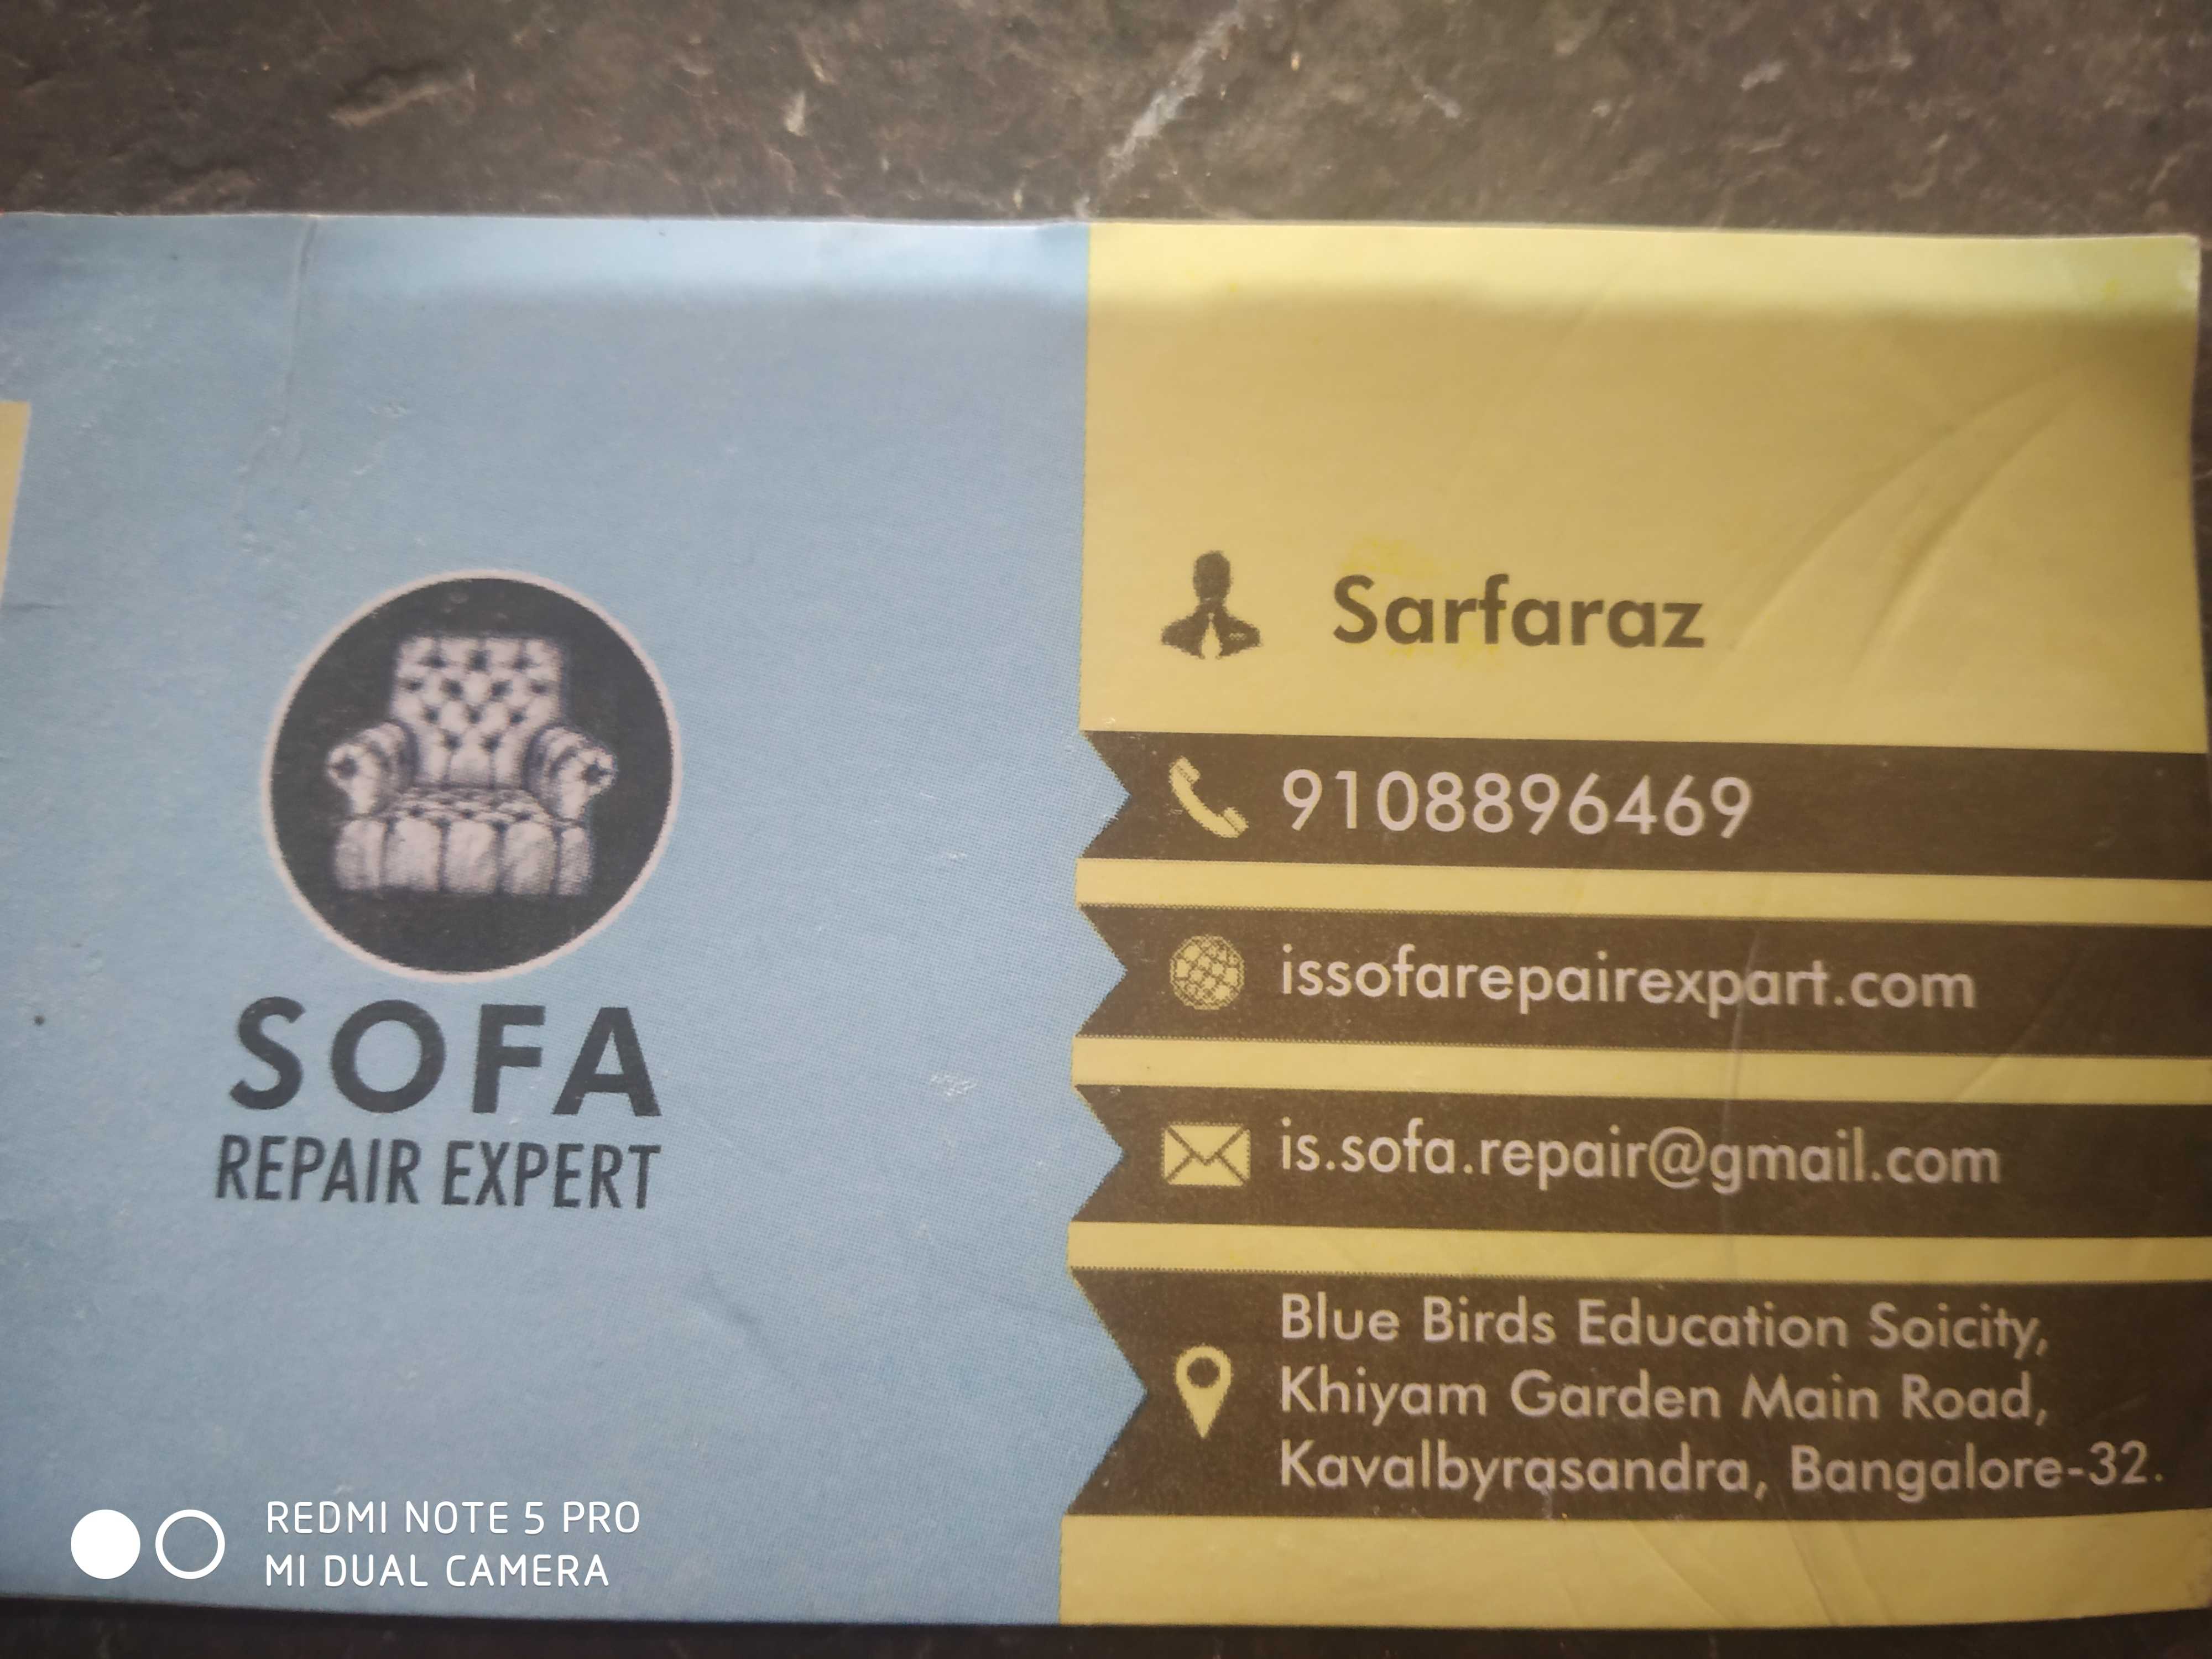 SOFA
REPAIR EXPERT
Sarfaraz
9108896469
issofarepairexpart.com
is.sofa.repair@gmail.com
Blue Birds Education Soicity,
Khiyam Garden Main Road,
Kavalbyrasandra, Bangalore-32.
REDMI NOTE 5 PRO
MI DUAL CAMERA